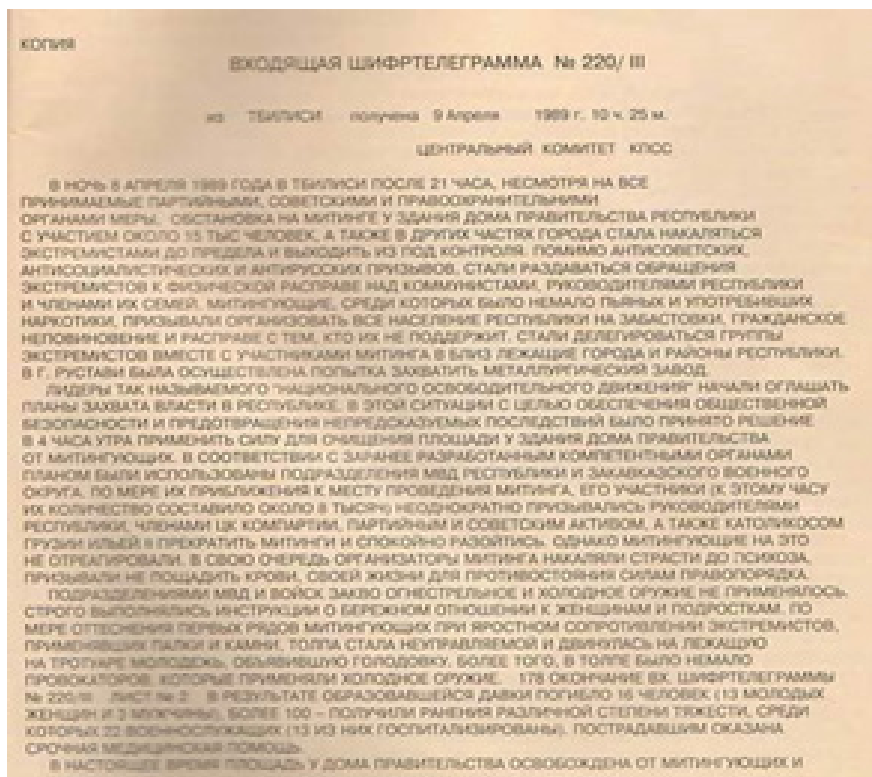 КОПИЯ
ВХОДЯЩАЯ ШИФРТЕЛЕГРАММА № 220/ III
из ТБИЛИСИ получена 9 Апреля 1989 г. 10 ч. 25 м.
ЦЕНТРАЛЬНЫЙ КОМИТЕТ КПСС
В НОЧЬ 8 АПРЕЛЯ 1989 ГОДА В ТБИЛИСИ ПОСЛЕ 21 ЧАСА, НЕСМОТРЯ НА ВСЕ
ПРИНИМАЕМЫЕ ПАРТИЙНЫМИ, СОВЕТСКИМИ И ПРАВООХРАНИТЕЛЬНИМИ
ОРГАНАМИ МЕРЫ, ОБСТАНОВКА НА МИТИНГЕ У ЗДАНИЯ ДОМА ПРАВИТЕЛЬСТВА РЕСПУБЛИКИ
С УЧАСТИЕМ ОКОЛО 15 ТЫС ЧЕЛОВЕК, А ТАКЖЕ В ДРУГИХ ЧАСТЯХ ГОРОДА СТАЛА НАКАЛЯТЬСЯ
ЭКСТРЕМИСТАМИ ДО ПРЕДЕЛА И ВЫХОДИТЬ ИЗ ПОД КОНТРОЛЯ. ПОМИМО АНТИСОВЕТСКИХ,
АНТИСОЦИАЛИСТИЧЕСКИХ И АНТИРУССКИХ ПРИЗЫВОВ, СТАЛИ РАЗДАВАТЬСЯ ОБРАЩЕНИЯ
ЭКСТРЕМИСТОВ К ФИЗИЧЕСКОЙ РАСПРАВЕ НАД КОММУНИСТАМИ, РУКОВОДИТЕЛЯМИ РЕСПУБЛИКИ
И ЧЛЕНАМИ ИХ СЕМЕЙ. МИТИНГУЮЩИЕ, СРЕДИ КОТОРЫХ БЫЛО НЕМАЛО ПЬЯНЫХ И УПОТРЕБИВШИХ
НАРКОТИКИ, ПРИЗЫВАЛИ ОРГАНИЗОВАТЬ ВСЕ НАСЕЛЕНИЕ РЕСПУБЛИКИ НА ЗАБАСТОВКИ, ГРАЖДАНСКОЕ
НЕПОВИНОВЕНИЕ И РАСПРАВЕ С ТЕМ, КТО ИХ НЕ ПОДДЕРЖИТ. СТАЛИ ДЕЛЕГИРОВАТЬСЯ ГРУППЫ
ЭКСТРЕМИСТОВ ВМЕСТЕ С УЧАСТНИКАМИ МИТИНГА В БЛИЗ ЛЕЖАЩИЕ ГОРОДА И РАЙОНЫ РЕСПУБЛИКИ.
В Г. РУСТАВИ БЫЛА ОСУЩЕСТВЛЕНА ПОПЫТКА ЗАХВАТИТЬ МЕТАЛЛУРГИЧЕСКИЙ ЗАВОД.
ЛИДЕРЫ ТАК НАЗЫВАЕМОГО "НАЦИОНАЛЬНОГО ОСВОБОДИТЕЛЬНОГО ДВИЖЕНИЯ" НАЧАЛИ ОГЛАШАТЬ
ПЛАНЫ ЗАХВАТА ВЛАСТИ В РЕСПУБЛИКЕ. В ЭТОЙ СИТУАЦИИ С ЦЕЛЬЮ ОБЕСПЕЧЕНИЯ ОБЩЕСТВЕННОЙ
БЕЗОПАСНОСТИ И ПРЕДОТВРАЩЕНИЯ НЕПРЕДСКАЗУЕМЫХ ПОСЛЕДСТВИЙ БЫЛО ПРИНЯТО РЕШЕНИЕ
В 4 ЧАСА УТРА ПРИМЕНИТЬ СИЛУ ДЛЯ ОЧИЩЕНИЯ ПЛОЩАДИ У ЗДАНИЯ ДОМА ПРАВИТЕЛЬСТВА
ОТ МИТИНГУЮЩИХ. В СООТВЕТСТВИИ С ЗАРАНЕЕ РАЗРАБОТАННЫМ КОМПЕТЕНТНЫМИ ОРГАНАМИ
ПЛАНОМ БЫЛИ ИСПОЛЬЗОВАНЫ ПОДРАЗДЕЛЕНИЯ МВД РЕСПУБЛИКИ И ЗАКАВКАЗСКОГО ВОЕННОГО
ОКРУГА. ПО МЕРЕ ИХ ПРИБЛИЖЕНИЯ К МЕСТУ ПРОВЕДЕНИЯ МИТИНГА, ЕГО УЧАСТНИКИ (К ЭТОМУ ЧАСУ
ИХ КОЛИЧЕСТВО СОСТАВИЛО ОКОЛО 8 ТЫСЯЧ) НЕОДНОКРАТНО ПРИЗЫВАЛИСЬ РУКОВОДИТЕЛЯМИ
РЕСПУБЛИКИ, ЧЛЕНАМИ ЦК КОМПАРТИИ, ПАРТИЙНЫМ И СОВЕТСКИМ АКТИВОМ, А ТАКЖЕ КАТОЛИКОСОМ
ГРУЗИИ ИЛЬЕЙ II ПРЕКРАТИТЬ МИТИНГИ И СПОКОЙНО РАЗОЙТИСЬ. ОДНАКО МИТИНГУЮЩИЕ НА ЭТО
НЕ ОТРЕАГИРОВАЛИ. В СВОЮ ОЧЕРЕДЬ ОРГАНИЗАТОРЫ МИТИНГА НАКАЛЯЛИ СТРАСТИ ДО ПСИХОЗА,
ПРИЗЫВАЛИ НЕ ПОЩАДИТЬ КРОВИ, СВОЕЙ ЖИЗНИ ДЛЯ ПРОТИВОСТОЯНИЯ СИЛАМ ПРАВОПОРЯДКА.
ПОДРАЗДЕЛЕНИЯМИ МВД И ВОЙСК ЗАКВО ОГНЕСТРЕЛЬНОЕ И ХОЛОДНОЕ ОРУЖИЕ НЕ ПРИМЕНЯЛОСЬ.
СТРОГО ВЫПОЛНЯЛИСЬ ИНСТРУКЦИИ О БЕРЕЖНОМ ОТНОШЕНИИ К ЖЕНЩИНАМ И ПОДРОСТКАМ. ПО
МЕРЕ ОТТЕСНЕНИЯ ПЕРВЫХ РЯДОВ МИТИНГУЮЩИХ ПРИ ЯРОСТНОМ СОПРОТИВЛЕНИИ ЭКСТРЕМИСТОВ,
ПРИМЕНЯВШИХ ПАЛКИ И КАМНИ, ТОЛПА СТАЛА НЕУПРАВЛЯЕМОЙ И ДВИНУЛАСЬ НА ЛЕЖАЩУЮ
НА ТРОТУАРЕ МОЛОДЕЖЬ, ОБЪЯВИВШУЮ ГОЛОДОВКУ. БОЛЕЕ ТОГО, В ТОЛПЕ БЫЛО НЕМАЛО
ПРОВОКАТОРОВ, КОТОРЫЕ ПРИМЕНЯЛИ ХОЛОДНОЕ ОРУЖИЕ. 178 ОКОНЧАНИЕ ВХ. ШИФРТЕЛЕГРАММЫ
№ 220/III ЛИСТ № 2 В РЕЗУЛЬТАТЕ ОБРАЗОВАВШЕЙСЯ ДАВКИ ПОГИБЛО 16 ЧЕЛОВЕК (13 МОЛОДЫХ
ЖЕНЩИН И 3 МУЖЧИНЫ), БОЛЕЕ 100 – ПОЛУЧИЛИ РАНЕНИЯ РАЗЛИЧНОЙ СТЕПЕНИ ТЯЖЕСТИ, СРЕДИ
КОТОРЫХ 22 ВОЕННОСЛУЖАЩИХ (13 ИЗ НИХ ГОСПИТАЛИЗИРОВАНЫ). ПОСТРАДАВШИМ ОКАЗАНА
СРОЧНАЯ МЕДИЦИНСКАЯ ПОМОЩЬ.
В НАСТОЯЩЕЕ ВРЕМЯ ПЛОЩАДЬ У ДОМА ПРАВИТЕЛЬСТВА ОСВОБОЖДЕНА ОТ МИТИНГУЮЩИХ И